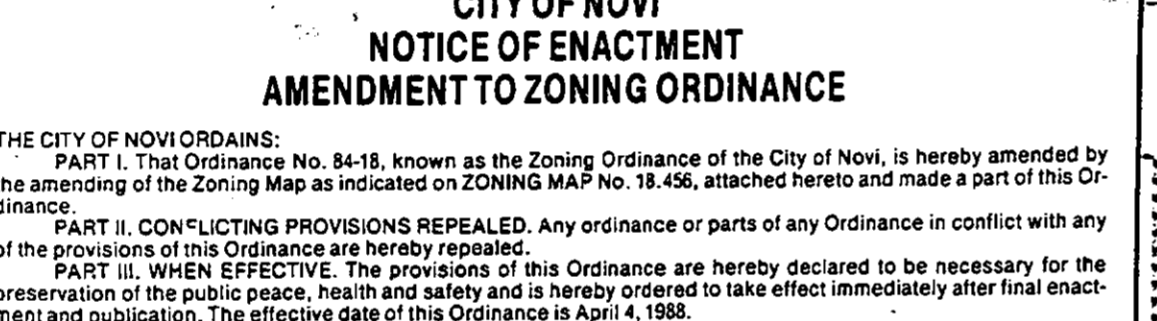 CITY OF NOVI
NOTICE OF ENACTMENT
AMENDMENT TO ZONING ORDINANCE
THE CITY OF NOVI ORDAINS:
PART I. That Ordinance No. 84-18, known as the Zoning Ordinance of the City of Novi, is hereby amended by
the amending of the Zoning Map as indicated on ZONING MAP No. 18.456, attached hereto and made a part of this Or-
dinance.
PART II. CONFLICTING PROVISIONS REPEALED. Any ordinance or parts of any Ordinance in conflict with any
of the provisions of this Ordinance are hereby repealed.
PART III. WHEN EFFECTIVE. The provisions of this Ordinance are hereby declared to be necessary for the
preservation of the public peace, health and safety and is hereby ordered to take effect immediately after final enact-
ment and publication. The effective date of this Ordinance is April 4, 1988.